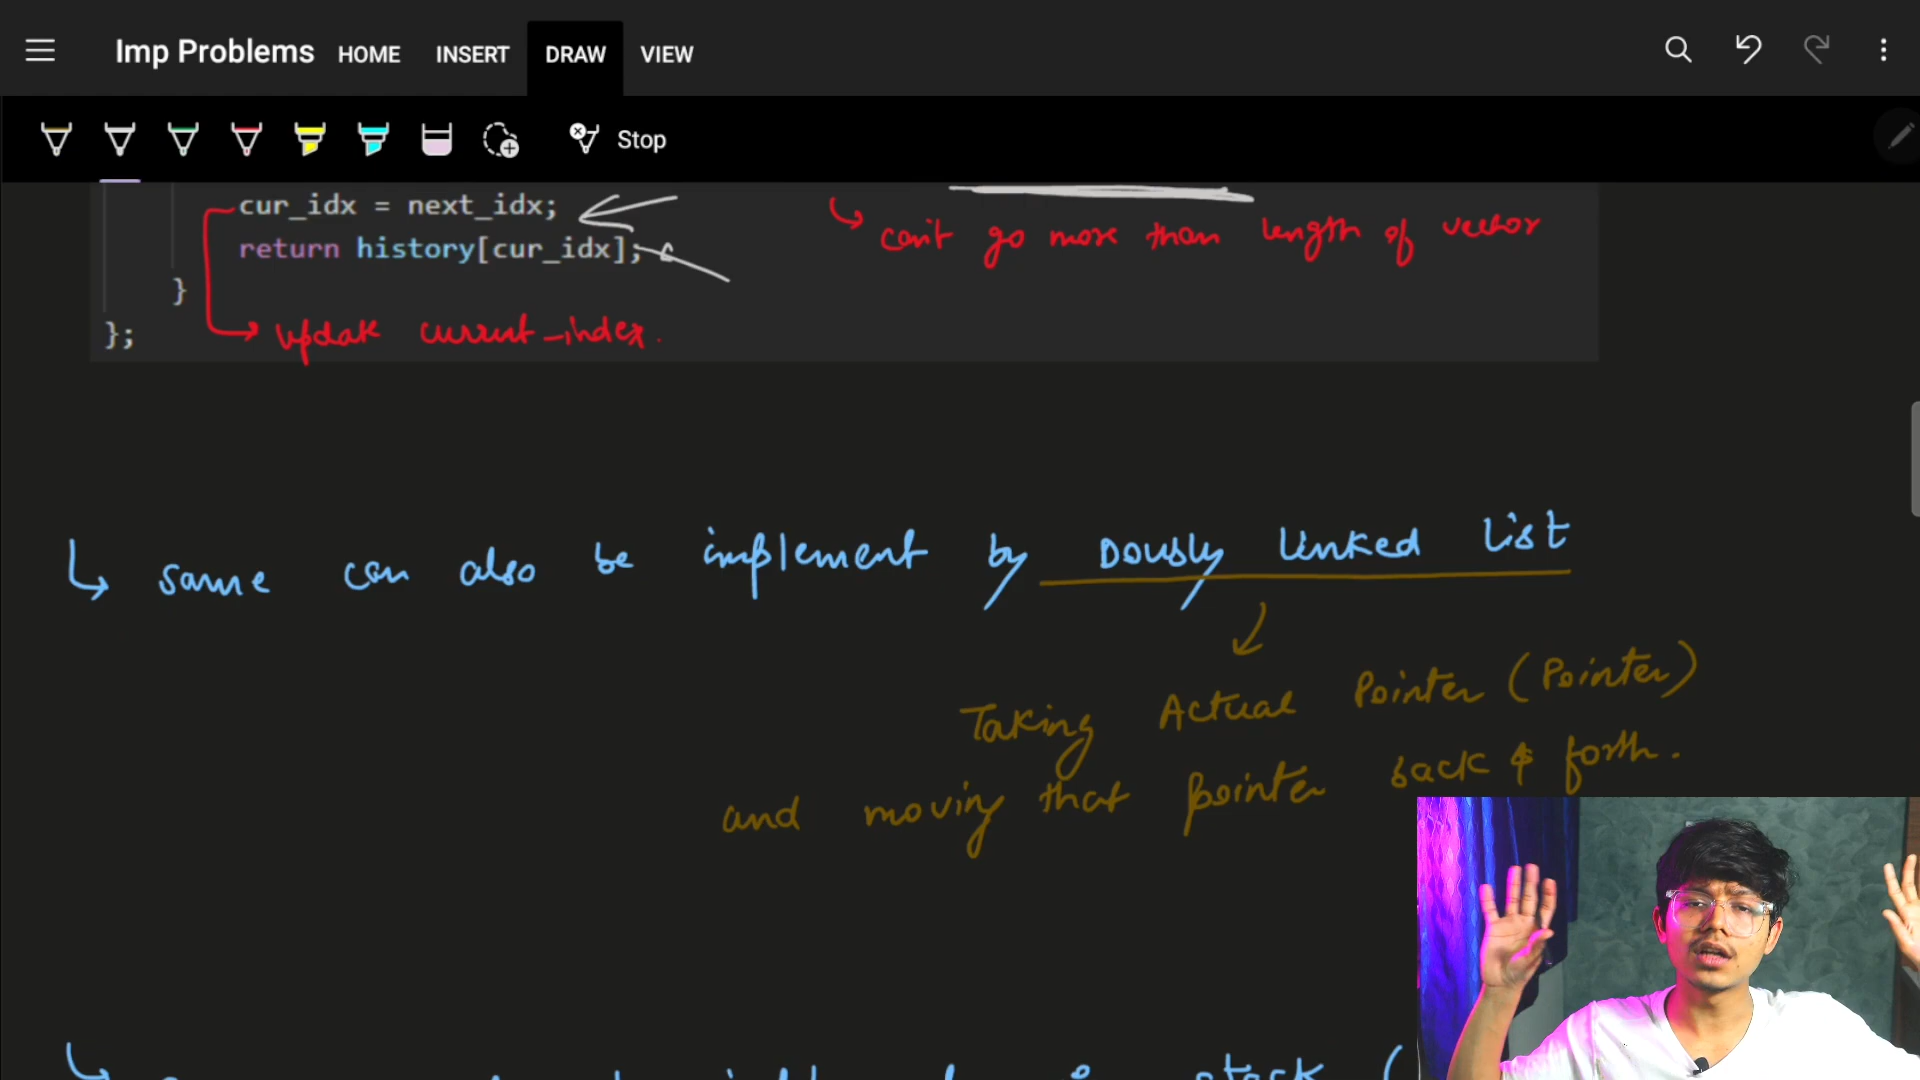 Imp Problems HOME INSERT DRAW VIEW
Stop
cur_idx = next_idx;
return history[cur_idx];
}
};
can't go more than length of vector
update current_index.
same can also be implement by Doubly Linked List
Taking Actual Pointer (Pointer)
and moving that pointer back & forth.
stack (